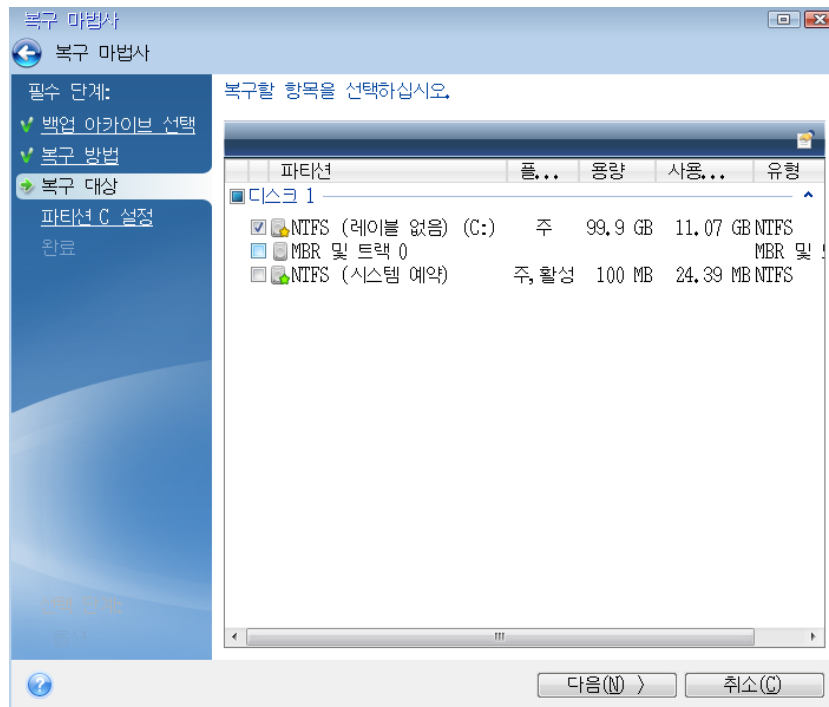 복구 마법사
복구 마법사
필수 단계:
백업 아카이브 선택
복구 방법
복구 대상
파티션 C 설정
완료
복구할 항목을 선택하십시오.
파티션 플... 용량 사용... 유형
디스크 1
NTFS (레이블 없음) (C:) 주 99.9 GB 11.07 GB NTFS
MBR 및 트랙 0 MBR 및
NTFS (시스템 예약) 주, 활성 100 MB 24.39 MB NTFS
다음(N) >
취소(C)